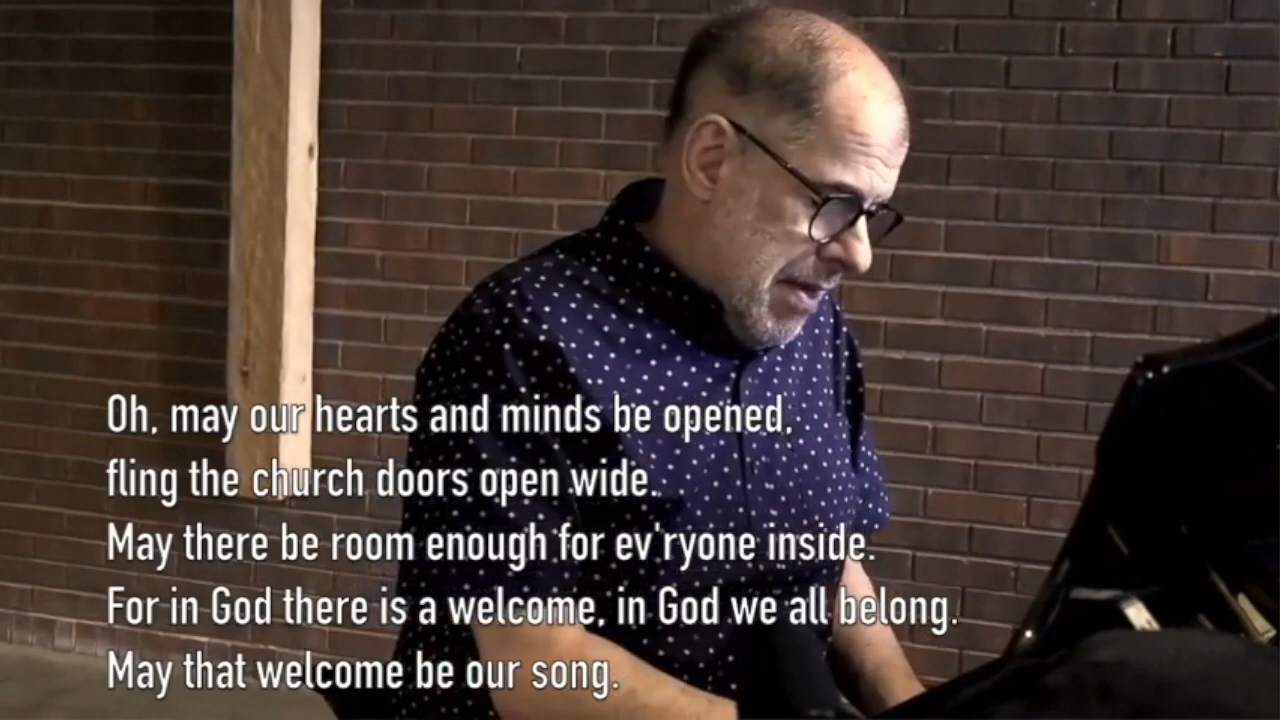 Oh, may our hearts and minds be opened,
fling the church doors open wide.
May there be room enough for ev'ryone inside.
For in God there is a welcome, in God we all belong.
May that welcome be our song.